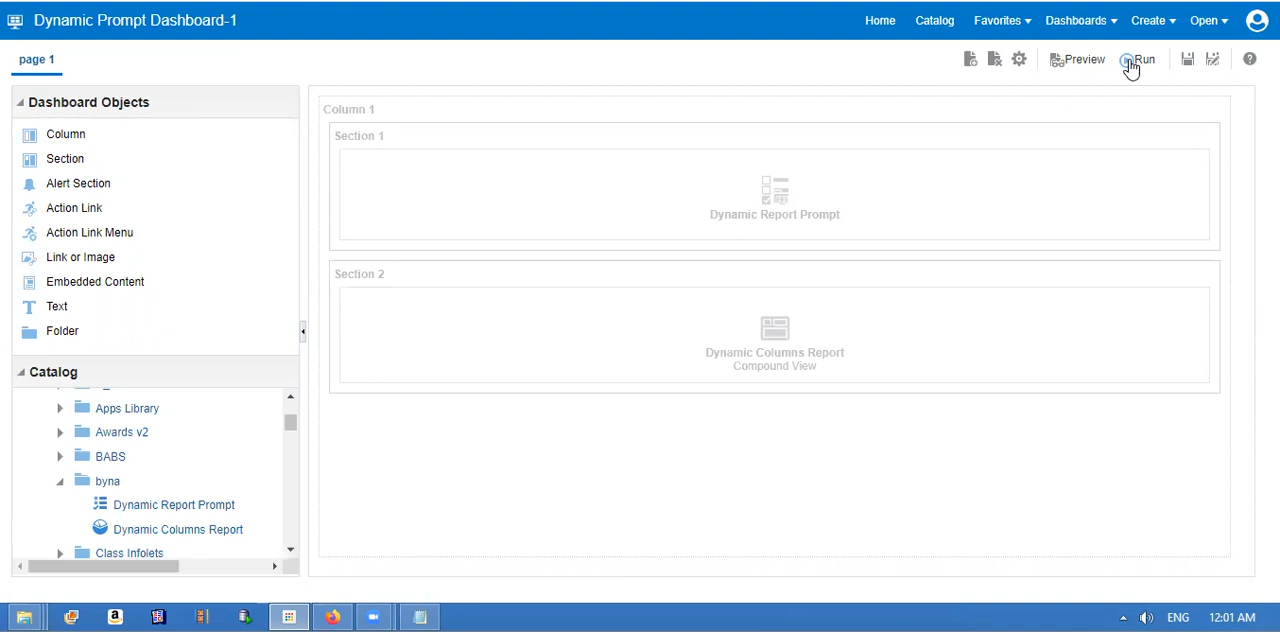 Dynamic Prompt Dashboard-1
Home Catalog Favorites Dashboards Create Open
page 1
Preview Run
Dashboard Objects
Column
Section
Alert Section
Action Link
Action Link Menu
Link or Image
Embedded Content
Text
Folder
Catalog
Apps Library
Awards v2
BABS
byna
Dynamic Report Prompt
Dynamic Columns Report
Class Infolets
Column 1
Section 1
Dynamic Report Prompt
Section 2
Dynamic Columns Report
Compound View
ENG 12:01 AM